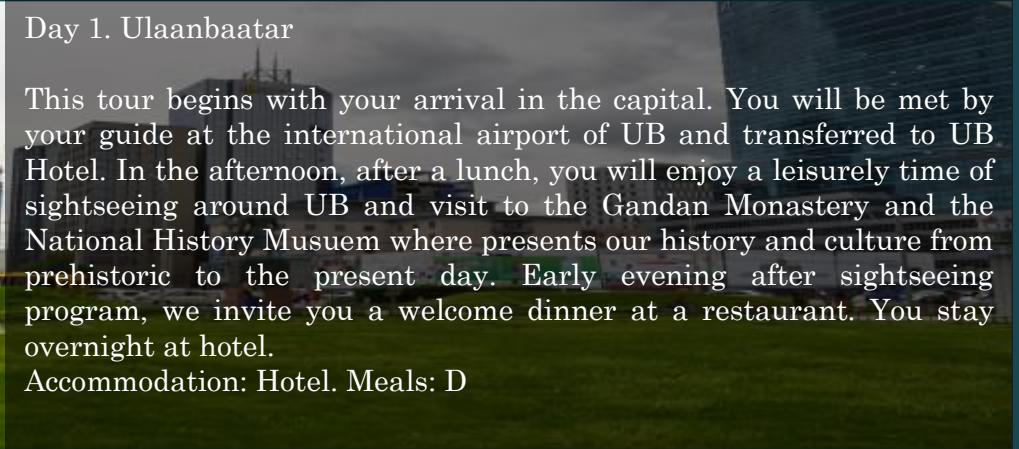 Day 1. Ulaanbaatar
This tour begins with your arrival in the capital. You will be met by
your guide at the international airport of UB and transferred to UB
Hotel. In the afternoon, after a lunch, you will enjoy a leisurely time of
sightseeing around UB and visit to the Gandan Monastery and the
National History Musuem where presents our history and culture from
prehistoric to the present day. Early evening after sightseeing
program, we invite you a welcome dinner at a restaurant. You stay
overnight at hotel.
Accommodation: Hotel. Meals: D